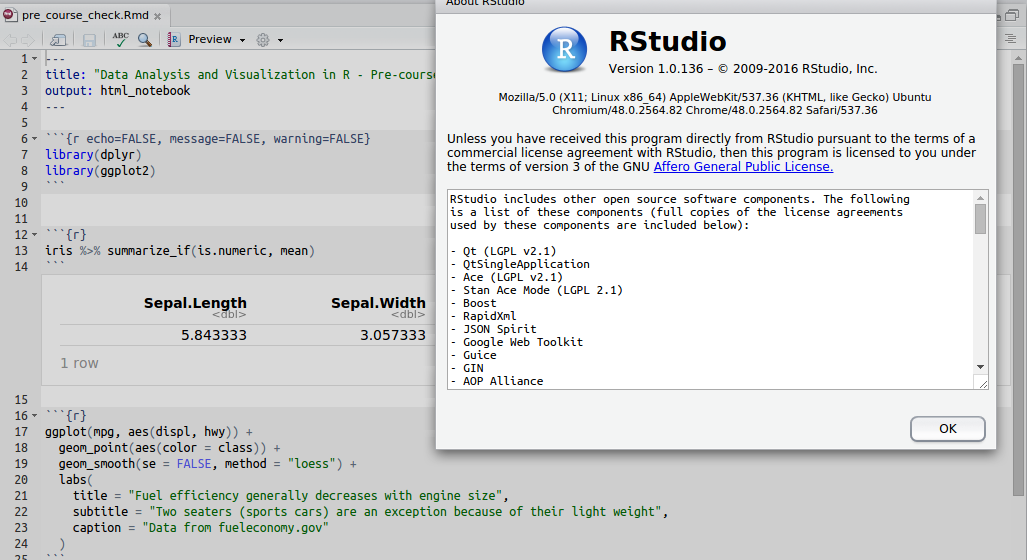 pre_course_check.Rmd
ABC
Preview
1 ---
2 title: "Data Analysis and Visualization in R - Pre-cours
3 output: html_notebook
4 ---
5
6 ```{r echo=FALSE, message=FALSE, warning=FALSE}
7 library(dplyr)
8 library(ggplot2)
9 ```
10
11
12 ```{r}
13 iris %>% summarize_if(is.numeric, mean)
14 ```
Sepal.Length Sepal.Width
<dbl> <dbl>
5.843333 3.057333
1 row
15
16 ```{r}
17 ggplot(mpg, aes(displ, hwy)) +
18 geom_point(aes(color = class)) +
19 geom_smooth(se = FALSE, method = "loess") +
20 labs(
21 title = "Fuel efficiency generally decreases with engine size",
22 subtitle = "Two seaters (sports cars) are an exception because of their light weight",
23 caption = "Data from fueleconomy.gov"
24 )
25 ```
About RStudio
R
RStudio
Version 1.0.136 – © 2009-2016 RStudio, Inc.
Mozilla/5.0 (X11; Linux x86_64) AppleWebKit/537.36 (KHTML, like Gecko) Ubuntu
Chromium/48.0.2564.82 Chrome/48.0.2564.82 Safari/537.36
Unless you have received this program directly from RStudio pursuant to the terms of a
commercial license agreement with RStudio, then this program is licensed to you under
the terms of version 3 of the GNU Affero General Public License.
RStudio includes other open source software components. The following
is a list of these components (full copies of the license agreements
used by these components are included below):
- Qt (LGPL v2.1)
- QtSingleApplication
- Ace (LGPL v2.1)
- Stan Ace Mode (LGPL 2.1)
- Boost
- RapidXml
- JSON Spirit
- Google Web Toolkit
- Guice
- GIN
- AOP Alliance
OK